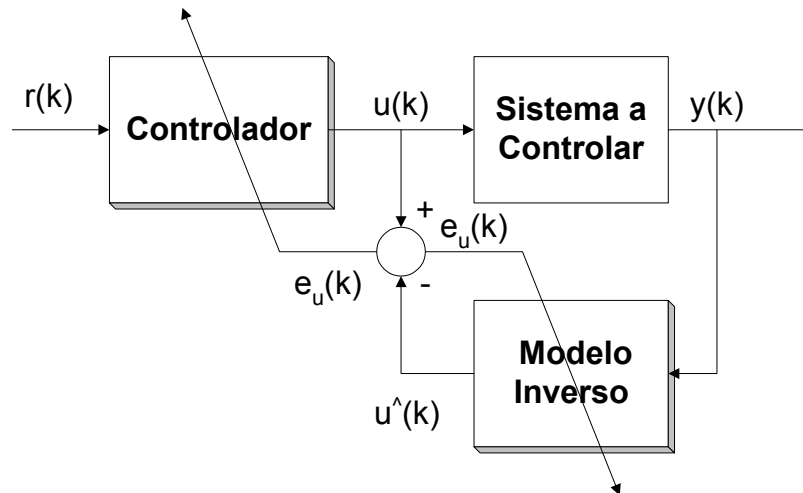 r(k)
Controlador
u(k)
Sistema a
Controlar
y(k)
+
e_u(k)
e_u(k)
-
Modelo
Inverso
u^(k)